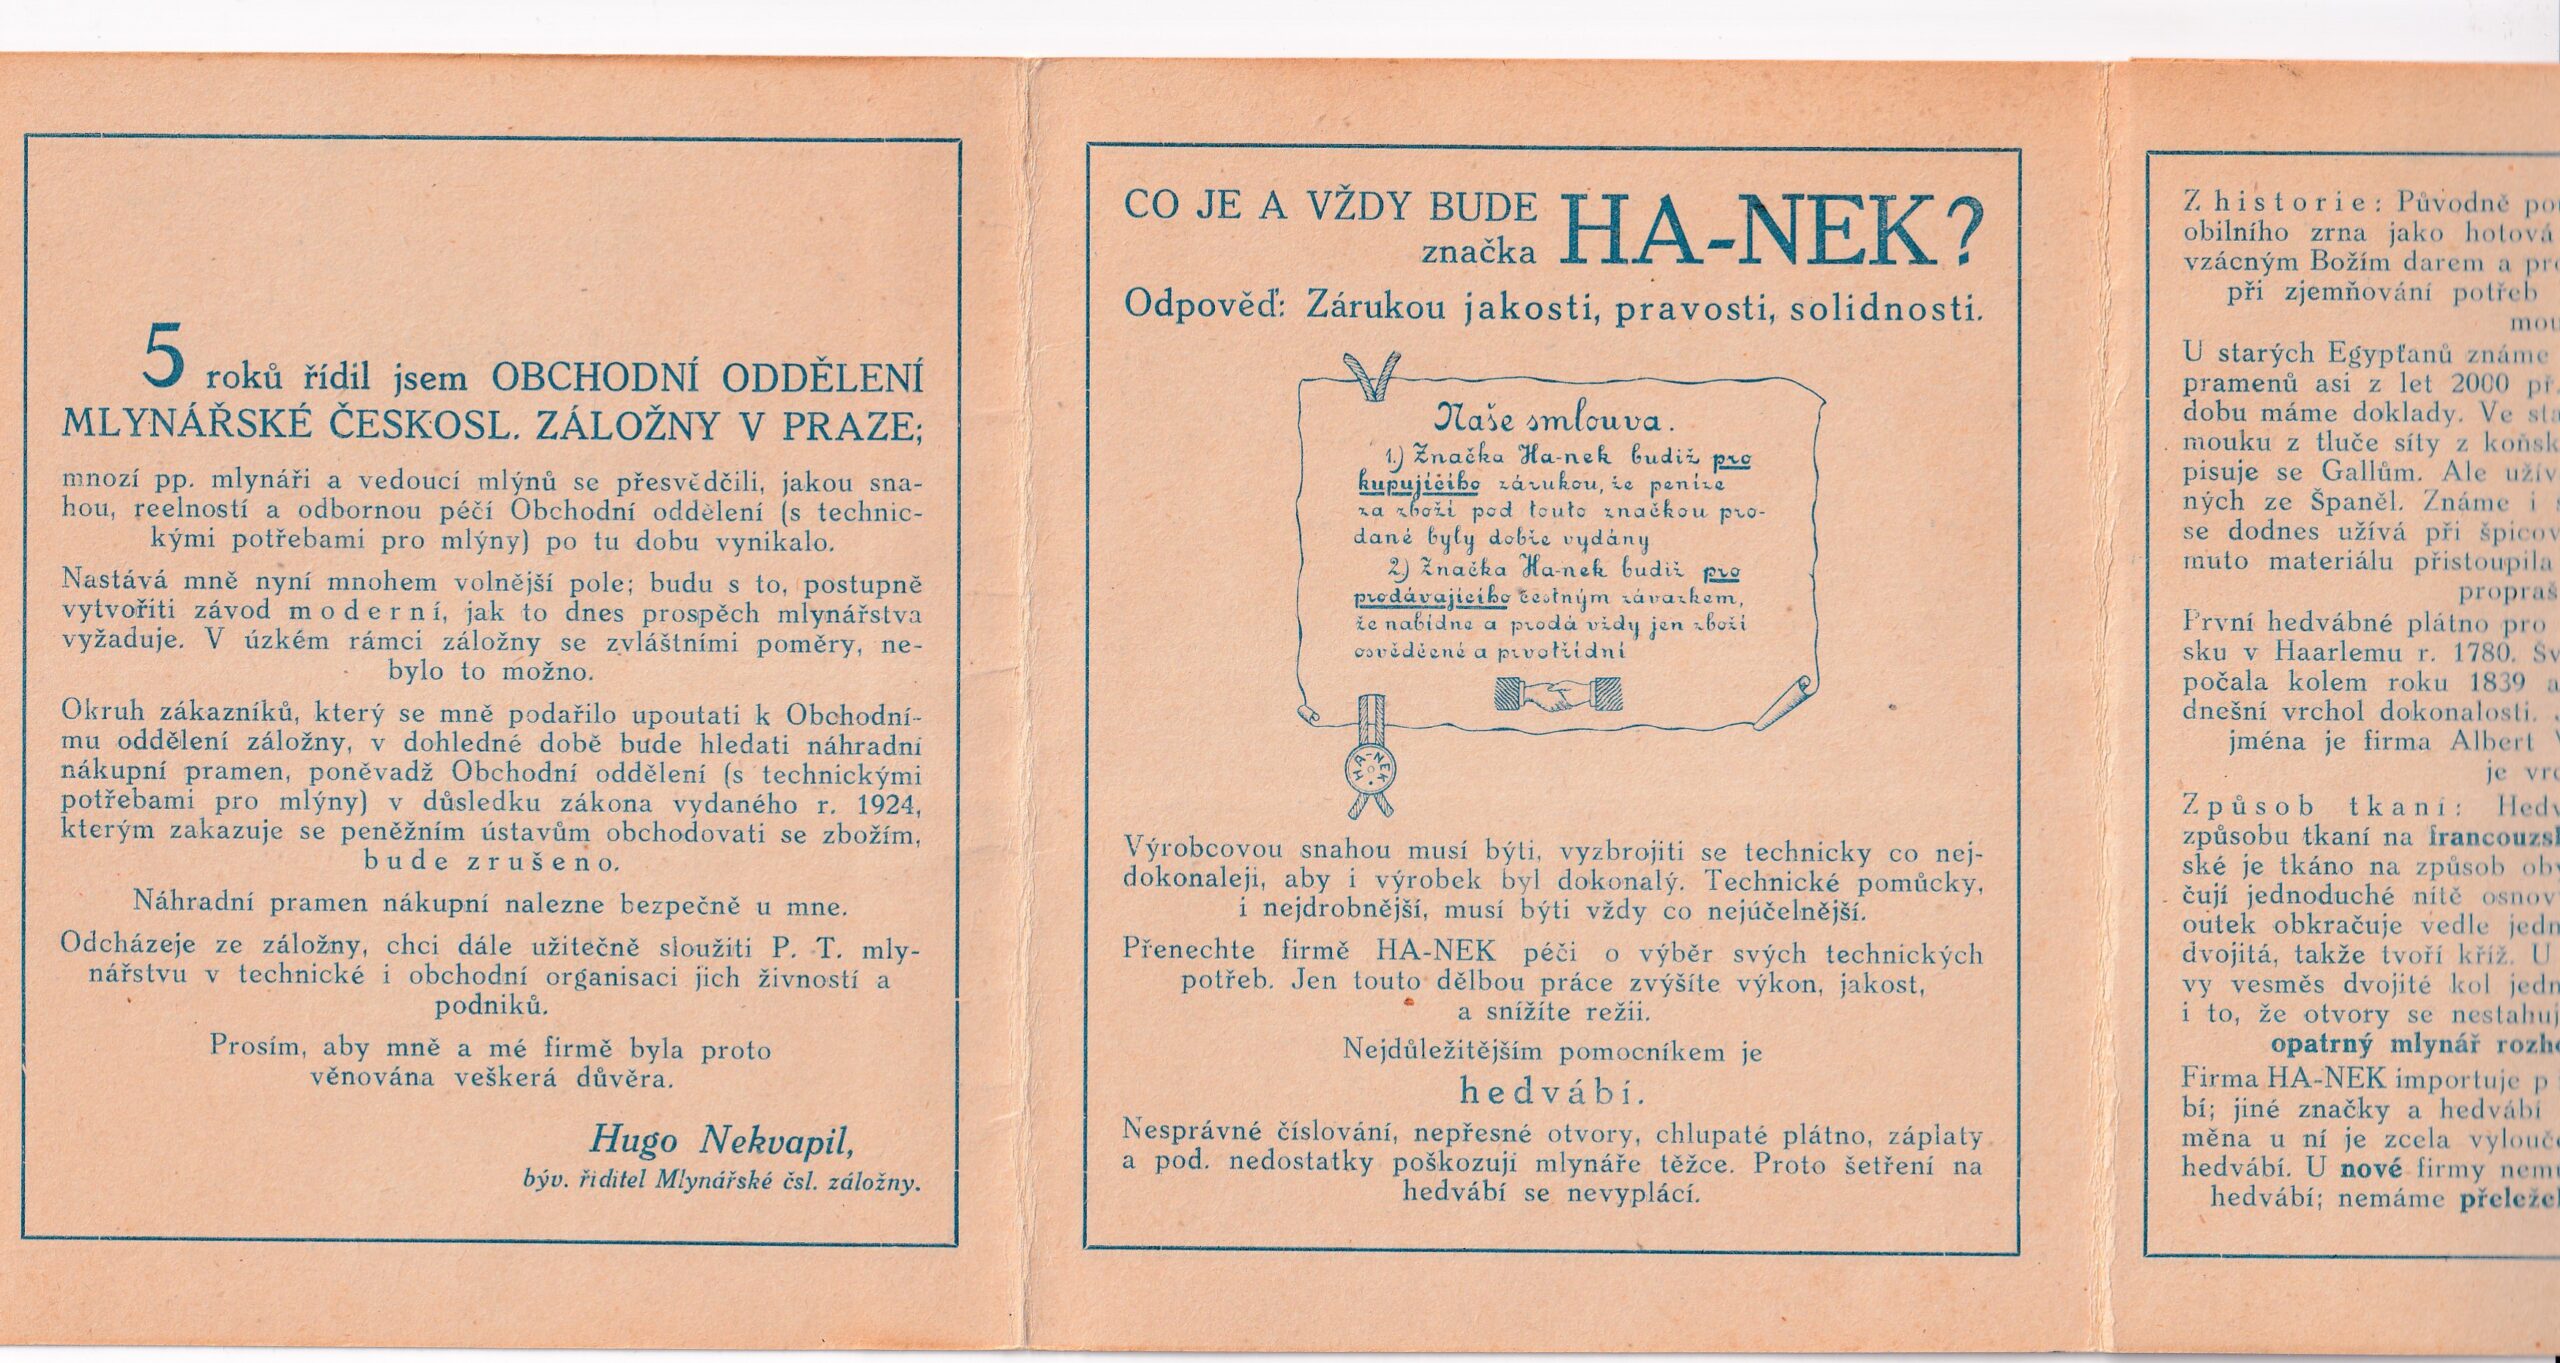 5 roků řídil jsem OBCHODNÍ ODDĚLENÍ
MLYNÁŘSKÉ ČESKOSL. ZÁLOŽNY V PRAZE;
mnozí pp. mlynáři a vedoucí mlýnů se přesvědčili, jakou sna-
hou, reelností a odbornou péčí Obchodní oddělení (s technic-
kými potřebami pro mlýny) po tu dobu vynikalo.
Nastává mně nyní mnohem volnější pole; budu s to, postupně
vytvořiti závod moderní, jak to dnes prospěch mlynářstva
vyžaduje. V úzkém rámci záložny se zvláštními poměry, ne-
bylo to možno.
Okruh zákazníků, který se mně podařilo upoutati k Obchodní-
mu oddělení záložny, v dohledné době bude hledati náhradní
nákupní pramen, poněvadž Obchodní oddělení (s technickými
potřebami pro mlýny) v důsledku zákona vydaného r. 1924,
kterým zakazuje se peněžním ústavům obchodovati se zbožím,
bude zrušeno.
Náhradní pramen nákupní nalezne bezpečně u mne.
Odcházeje ze záložny, chci dále užitečně sloužiti P. T. mly-
nářstvu v technické i obchodní organisaci jich živností a
podniků.
Prosím, aby mně a mé firmě byla proto
věnována veškerá důvěra.
Hugo Nekvapil,
býv. řiditel Mlynářské čsl. záložny.
CO JE A VŽDY BUDE
značka HA-NEK?
Odpověď: Zárukou jakosti, pravosti, solidnosti.
Naše smlouva.
1.) Značka Ha-nek budiž pro
kupujícího zárukou, že peníze
za zboží pod touto značkou pro-
dané byly dobře vydány
2.) Značka Ha-nek budiž pro
prodávajícího čestným závazkem,
že nabídne a prodá vždy jen zboží
osvědčené a prvotřídní
HA-NEK
Výrobcovou snahou musí býti, vyzbrojiti se technicky co nej-
dokonaleji, aby i výrobek byl dokonalý. Technické pomůcky,
i nejdrobnější, musí býti vždy co nejúčelnější.
Přenechte firmě HA-NEK péči o výběr svých technických
potřeb. Jen touto dělbou práce zvýšíte výkon, jakost,
a snížíte režii.
Nejdůležitějším pomocníkem je
hedvábí.
Nesprávné číslování, nepřesné otvory, chlupaté plátno, záplaty
a pod. nedostatky poškozují mlynáře těžce. Proto šetření na
hedvábí se nevyplácí.
Z historie: Původně
obilního zrna jako hotová
vzácným Božím darem a
při zjemňování potřeb
U starých Egypťanů známe
pramenů asi z let 2000 př.
dobu máme doklady. Ve
mouku z tluče síty z
pisuje se Gallům. Ale
ných ze Španěl. Známe i
se dodnes užívá při
muto materiálu přistoupila
První hedvábné plátno pro
sku v Haarlemu r. 1780.
počala kolem roku 1839
dnešní vrchol dokonalosti.
jména je firma Albert
je
Způsob tkaní:
způsobu tkaní na
ské je tkáno na způsob
čují jednoduché nítě
outek obkračuje vedle
dvojitá, takže tvoří kříž. U
vy vesměs dvojité kol
i to, že otvory se
opatrný mlynář
Firma HA-NEK importuje
bí; jiné značky a hedvábí
měna u ní je zcela
hedvábí. U nové firmy
hedvábí; nemáme